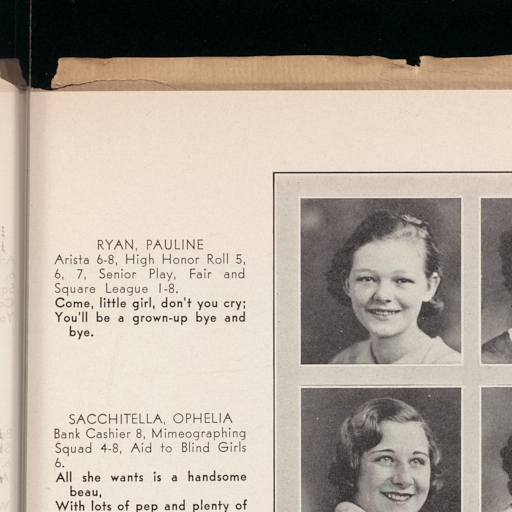 RYAN, PAULINE
Arista 6-8, High Honor Roll 5,
6, 7, Senior Play, Fair and
Square League 1-8.
Come, little girl, don't you cry;
You'll be a grown-up bye and
bye.
SACCHITELLA, OPHELIA
Bank Cashier 8, Mimeographing
Squad 4-8, Aid to Blind Girls
6.
All she wants is a handsome
beau,
With lots of pep and plenty of